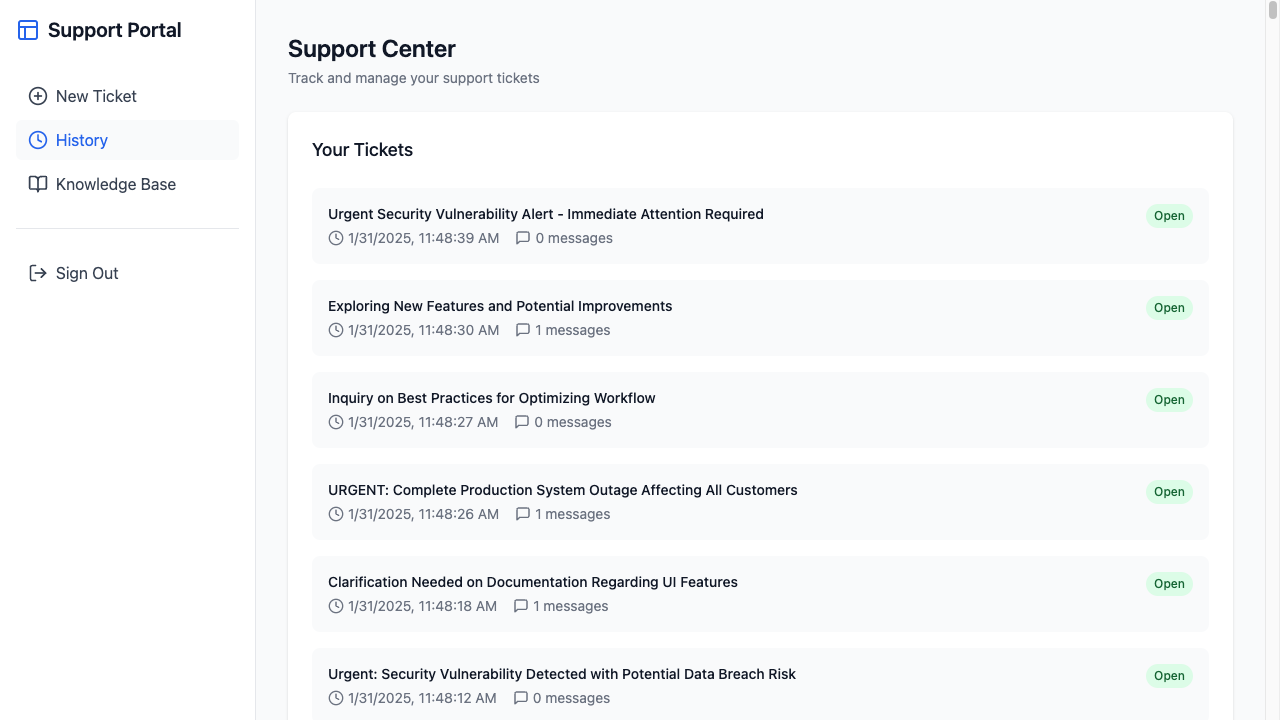 Support Portal
New Ticket
History
Knowledge Base
Sign Out
Support Center
Track and manage your support tickets
Your Tickets
Urgent Security Vulnerability Alert - Immediate Attention Required
Open
1/31/2025, 11:48:39 AM 0 messages
Exploring New Features and Potential Improvements
Open
1/31/2025, 11:48:30 AM 1 messages
Inquiry on Best Practices for Optimizing Workflow
Open
1/31/2025, 11:48:27 AM 0 messages
URGENT: Complete Production System Outage Affecting All Customers
Open
1/31/2025, 11:48:26 AM 1 messages
Clarification Needed on Documentation Regarding UI Features
Open
1/31/2025, 11:48:18 AM 1 messages
Urgent: Security Vulnerability Detected with Potential Data Breach Risk
Open
1/31/2025, 11:48:12 AM 0 messages